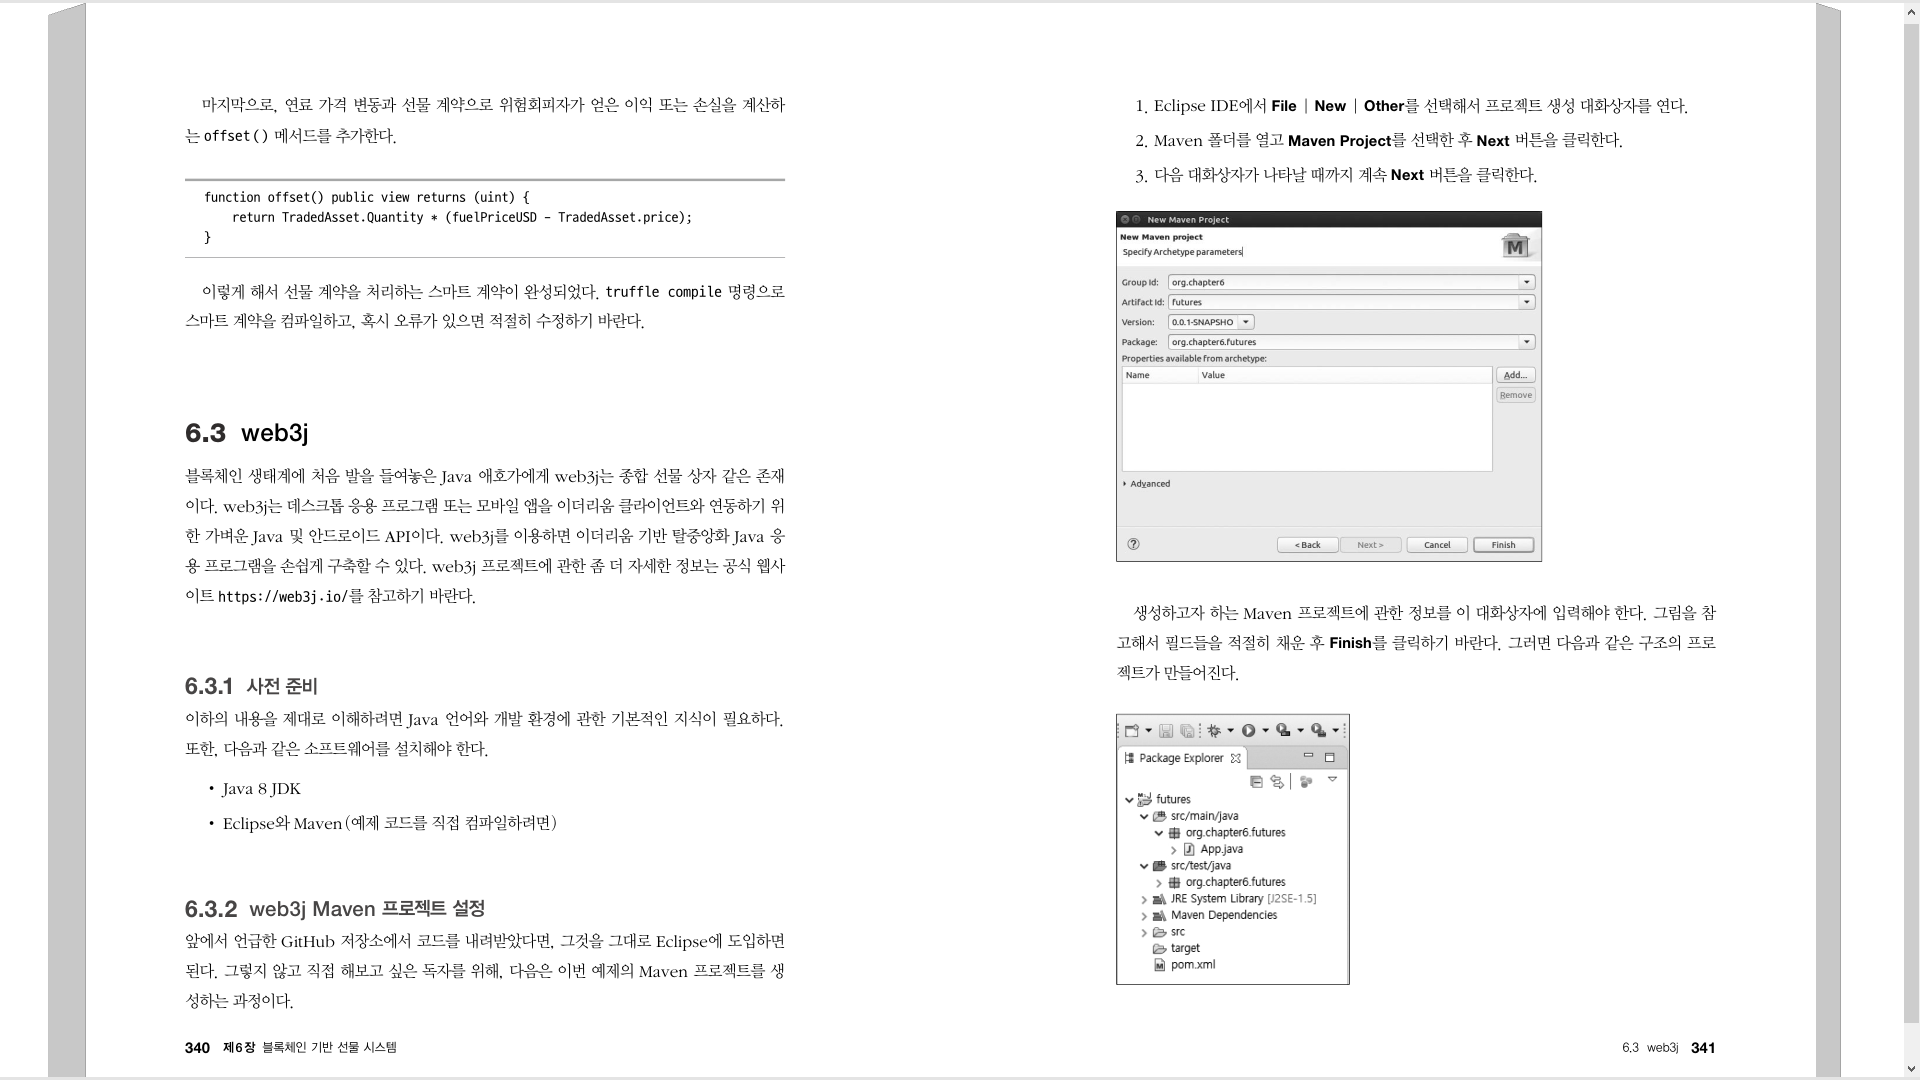 마지막으로, 연료 가격 변동과 선물 계약으로 위험회피자가 얻은 이익 또는 손실을 계산하
는 offset() 메서드를 추가한다.
function offset() public view returns (uint) {
return TradedAsset.Quantity * (fuelPriceUSD - TradedAsset.price);
}
이렇게 해서 선물 계약을 처리하는 스마트 계약이 완성되었다. truffle compile 명령으로
스마트 계약을 컴파일하고, 혹시 오류가 있으면 적절히 수정하기 바란다.
6.3 web3j
블록체인 생태계에 처음 발을 들여놓은 Java 애호가에게 web3j는 종합 선물 상자 같은 존재
이다. web3j는 데스크톱 응용 프로그램 또는 모바일 앱을 이더리움 클라이언트와 연동하기 위
한 가벼운 Java 및 안드로이드 API이다. web3j를 이용하면 이더리움 기반 탈중앙화 Java 응
용 프로그램을 손쉽게 구축할 수 있다. web3j 프로젝트에 관한 좀 더 자세한 정보는 공식 웹사
이트 https://web3j.io/를 참고하기 바란다.
6.3.1 사전 준비
이하의 내용을 제대로 이해하려면 Java 언어와 개발 환경에 관한 기본적인 지식이 필요하다.
또한, 다음과 같은 소프트웨어를 설치해야 한다.
• Java 8 JDK
• Eclipse와 Maven(예제 코드를 직접 컴파일하려면)
6.3.2 web3j Maven 프로젝트 설정
앞에서 언급한 GitHub 저장소에서 코드를 내려받았다면, 그것을 그대로 Eclipse에 도입하면
된다. 그렇지 않고 직접 해보고 싶은 독자를 위해, 다음은 이번 예제의 Maven 프로젝트를 생
성하는 과정이다.
340 제6장 블록체인 기반 선물 시스템
1. Eclipse IDE에서 File | New | Other를 선택해서 프로젝트 생성 대화상자를 연다.
2. Maven 폴더를 열고 Maven Project를 선택한 후 Next 버튼을 클릭한다.
3. 다음 대화상자가 나타날 때까지 계속 Next 버튼을 클릭한다.
New Maven Project
New Maven project
Specify Archetype parameters
M
Group Id: org.chapter6
Artifact Id: futures
Version: 0.0.1-SNAPSHO
Package: org.chapter6.futures
Properties available from archetype:
Name Value Add...
Remove
Advanced
? < Back Next > Cancel Finish
생성하고자 하는 Maven 프로젝트에 관한 정보를 이 대화상자에 입력해야 한다. 그림을 참
고해서 필드들을 적절히 채운 후 Finish를 클릭하기 바란다. 그러면 다음과 같은 구조의 프로
젝트가 만들어진다.
Package Explorer
futures
src/main/java
org.chapter6.futures
App.java
src/test/java
org.chapter6.futures
JRE System Library [J2SE-1.5]
Maven Dependencies
src
target
pom.xml
6.3 web3j 341